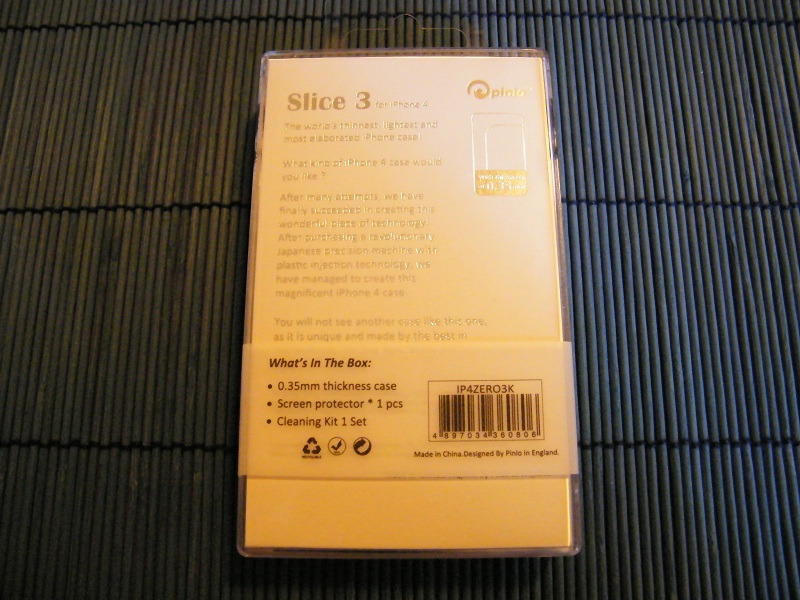 Slice 3 for iPhone 4
pinlo
The world's thinnest, lightest and
most elaborated iPhone case!
What kind of iPhone 4 case would
you like ?
After many attempts, we have
finally succeeded in creating this
wonderful piece of technology.
After purchasing a revolutionary
Japanese precision machine with
plastic injection technology, we
have managed to create this
magnificent iPhone 4 case.
You will not see another case like this one,
as it is unique and made by the best in
0.35mm
What's In The Box:
• 0.35mm thickness case
• Screen protector * 1 pcs
• Cleaning Kit 1 Set
IP4ZERO3K
4 897034 360806
RECYCLABLE
Made in China.Designed By Pinlo in England.